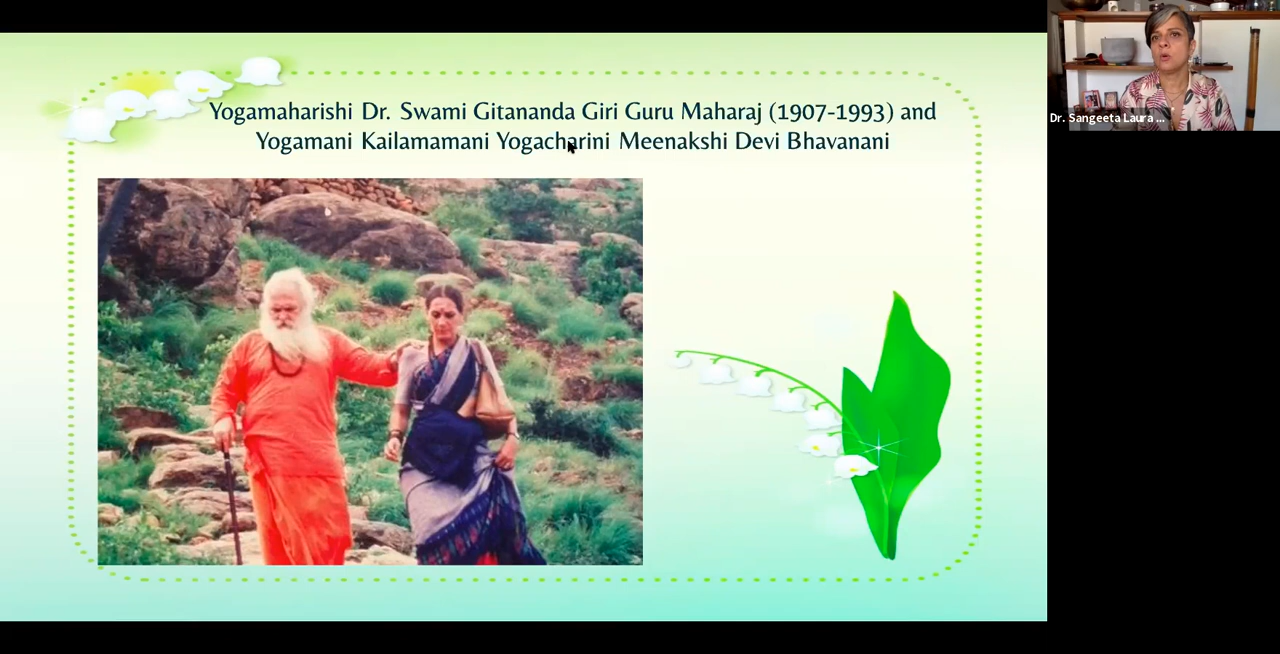 Yogamaharishi Dr. Swami Gitananda Giri Guru Maharaj (1907-1993) and
Yogamani Kailamamani Yogacharini Meenakshi Devi Bhavanani
Dr. Sangeeta Laura ...